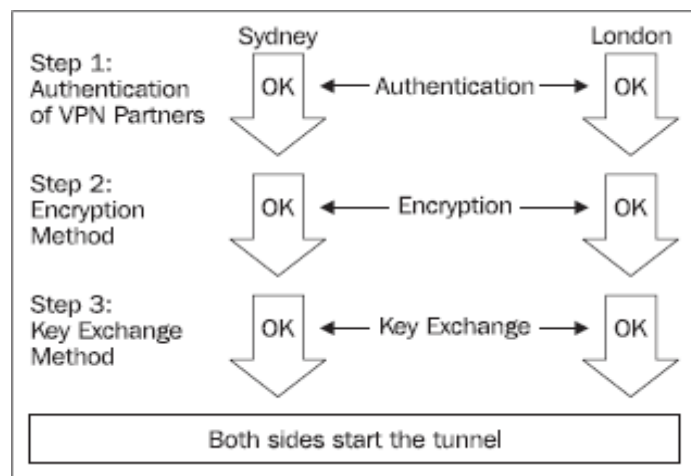 Sydney London
Step 1:
Authentication
of VPN Partners
OK Authentication OK
Step 2:
Encryption
Method
OK Encryption OK
Step 3:
Key Exchange
Method
OK Key Exchange OK
Both sides start the tunnel